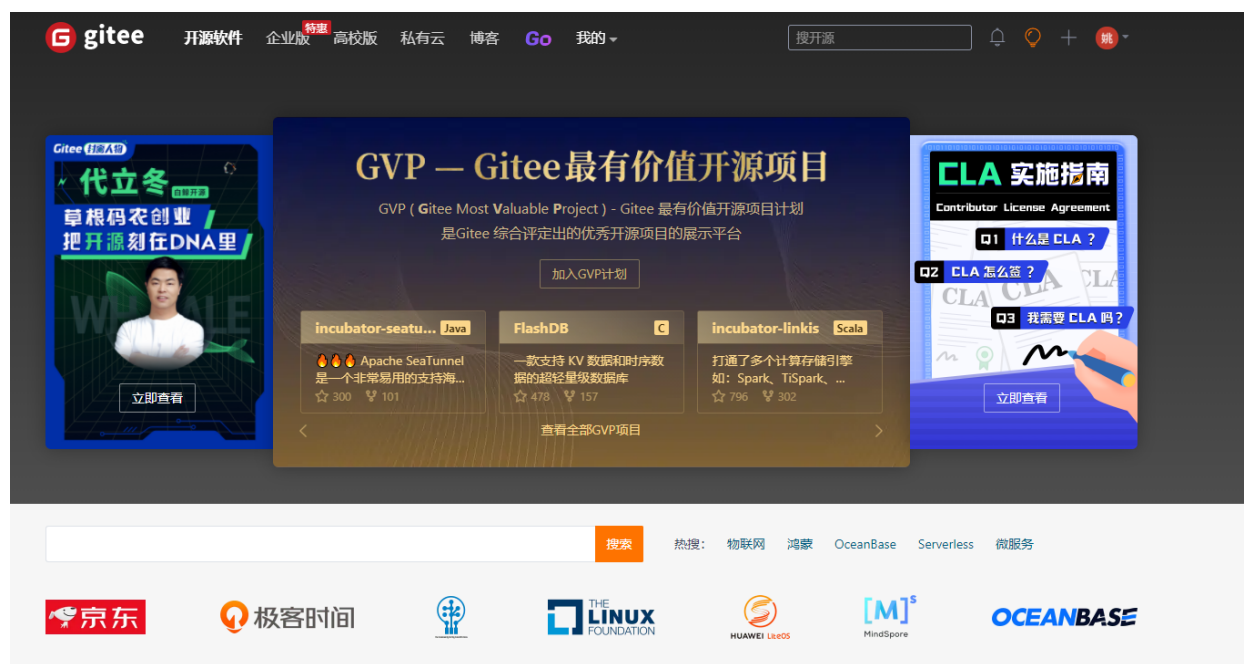 gitee
开源软件 企业版 特惠 高校版 私有云 博客 Go 我的
搜开源
姚
Gitee 封面人物
代立冬 白鲸开源
草根码农创业
把开源刻在DNA里
WHALE
立即查看
GVP — Gitee最有价值开源项目
GVP ( Gitee Most Valuable Project ) - Gitee 最有价值开源项目计划
是Gitee 综合评定出的优秀开源项目的展示平台
加入GVP计划
incubator-seatu... Java
🔥🔥🔥 Apache SeaTunnel
是一个非常易用的支持海...
300 101
FlashDB C
一款支持 KV 数据和时序数
据的超轻量级数据库
478 157
incubator-linkis Scala
打通了多个计算存储引擎
如：Spark、TiSpark、...
796 302
查看全部GVP项目
CLA 实施指南
Contributor License Agreement
Q1 什么是 CLA ？
Q2 CLA 怎么签 ？
CLA CLA CLA
Q3 我需要 CLA 吗 ?
立即查看
搜索
热搜： 物联网 鸿蒙 OceanBase Serverless 微服务
京东
极客时间
THE
LINUX
FOUNDATION
HUAWEI LiteOS
[M]s
MindSpore
OCEANBASE